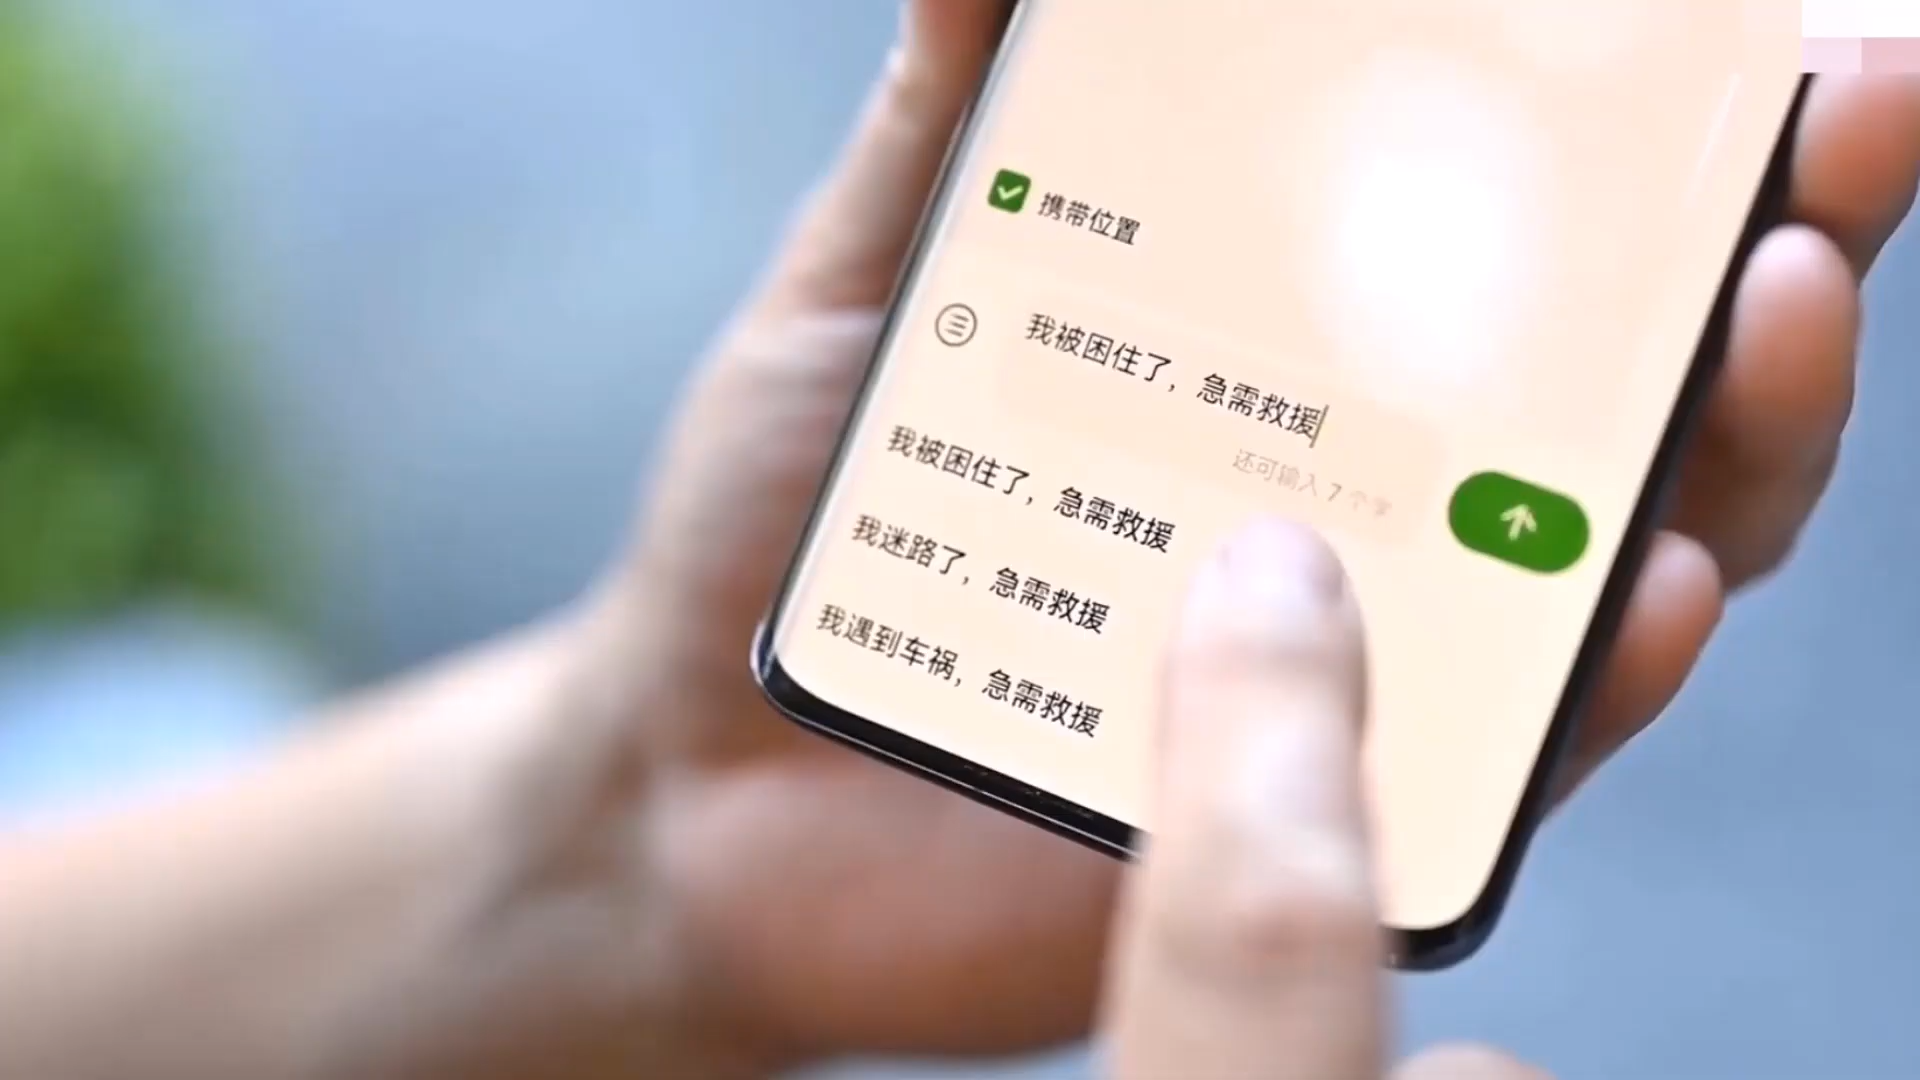 携带位置
我被困住了，急需救援
还可输入 7 个字
我被困住了，急需救援
我迷路了，急需救援
我遇到车祸，急需救援